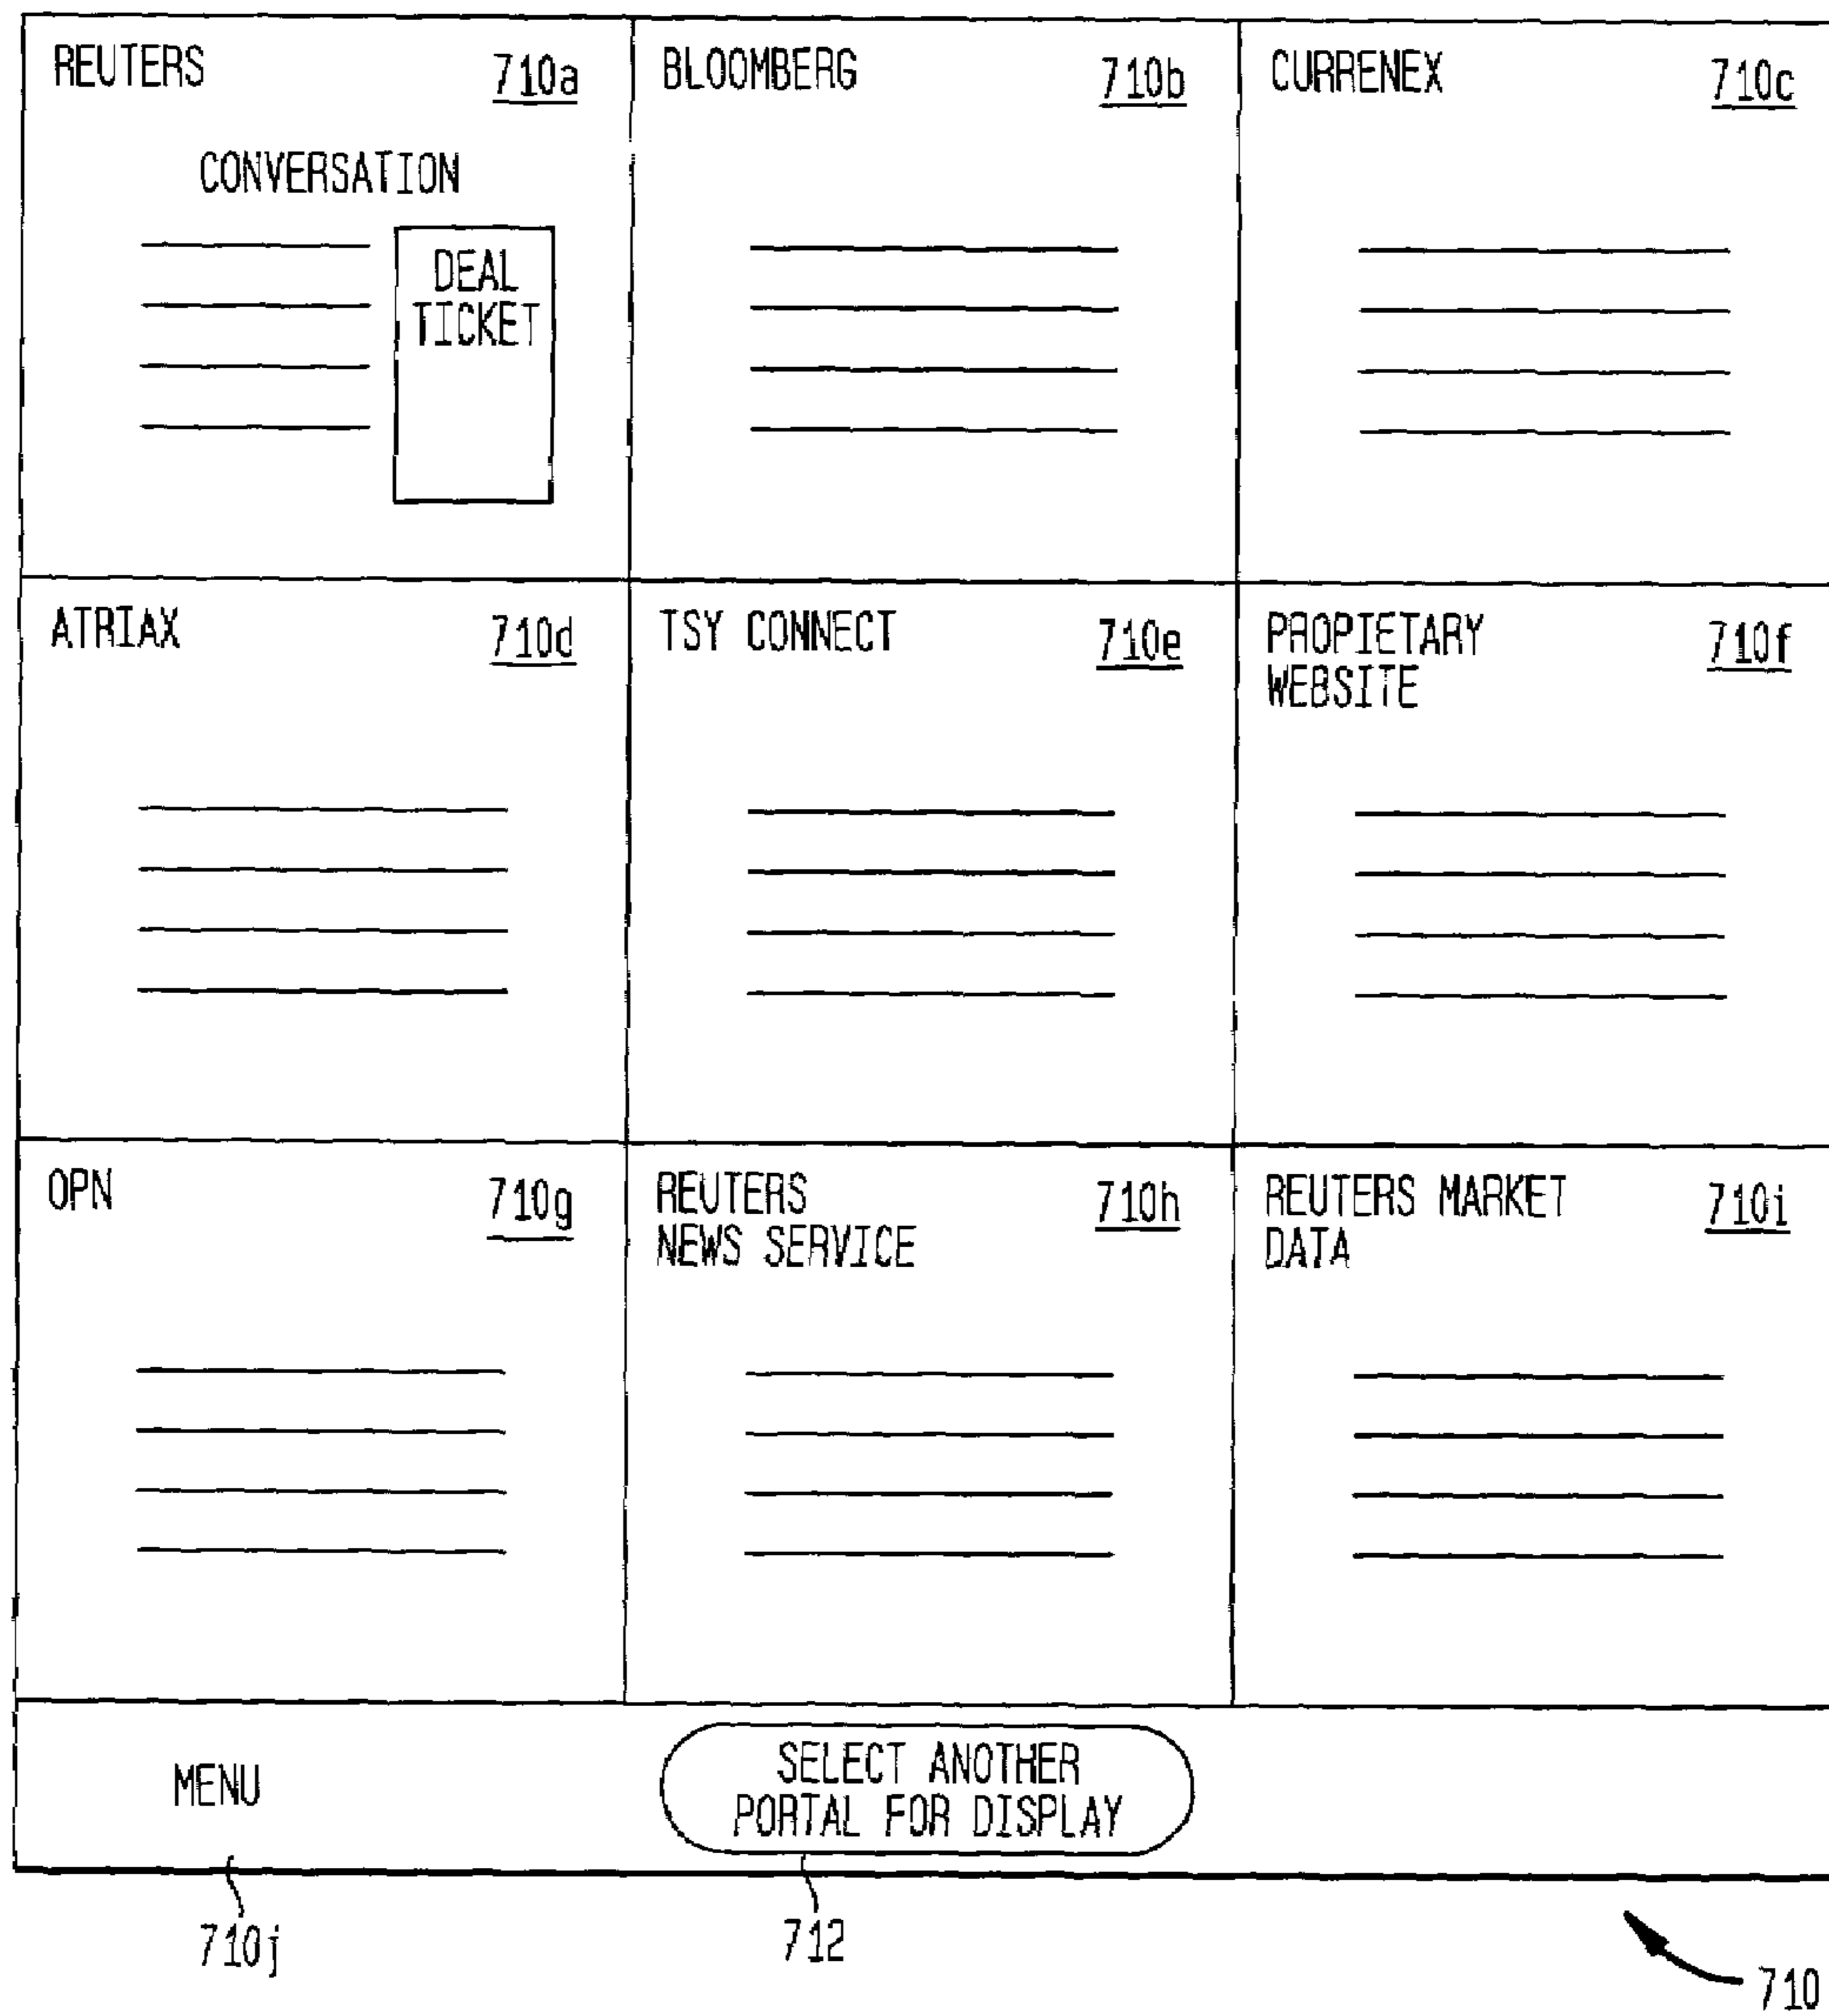 REUTERS
710a
CONVERSATION
DEAL
TICKET
BLOOMBERG
710b
CURRENEX
710c
ATRIAX
710d
TSY CONNECT
710e
PROPIETARY
WEBSITE
710f
OPN
710g
REUTERS
NEWS SERVICE
710h
REUTERS MARKET
DATA
710i
MENU
SELECT ANOTHER
PORTAL FOR DISPLAY
710j
712
710